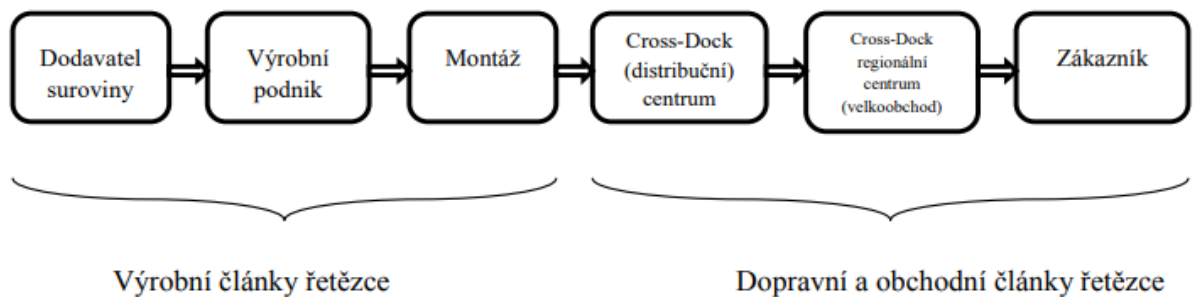 Dodavatel
suroviny
Výrobní
podnik
Montáž
Cross-Dock
(distribuční)
centrum
Cross-Dock
regionální
centrum
(velkoobchod)
Zákazník
Výrobní články řetězce
Dopravní a obchodní články řetězce